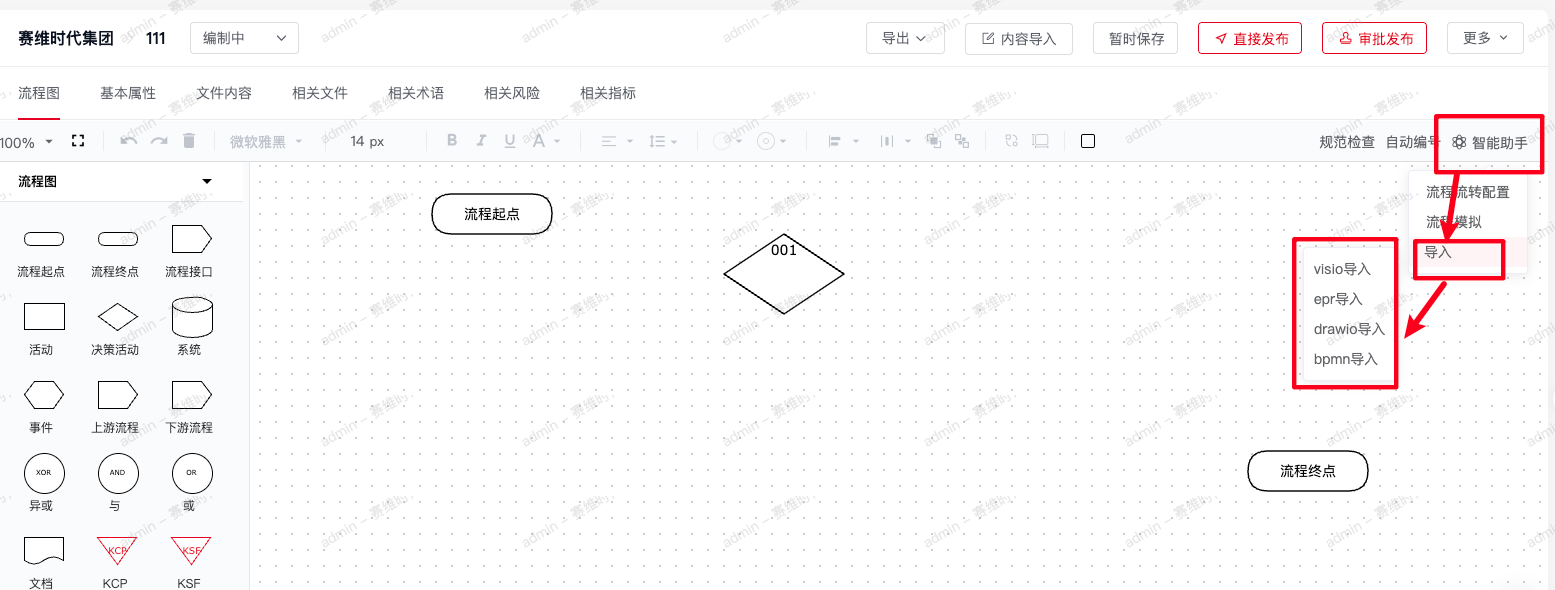 赛维时代集团 111 编制中 导出 内容导入 暂时保存 直接发布 审批发布 更多
流程图 基本属性 文件内容 相关文件 相关术语 相关风险 相关指标
100% 微软雅黑 14 px B I U A 规范检查 自动编号 智能助手
流程图
流程起点 流程终点 流程接口
活动 决策活动 系统
事件 上游流程 下游流程
XOR AND OR
异或 与 或
KCP KSF
文档 KCP KSF
流程起点
001
流程终点
流程流转配置
流程模拟
导入
visio导入
epr导入
drawio导入
bpmn导入
admin – 赛维时